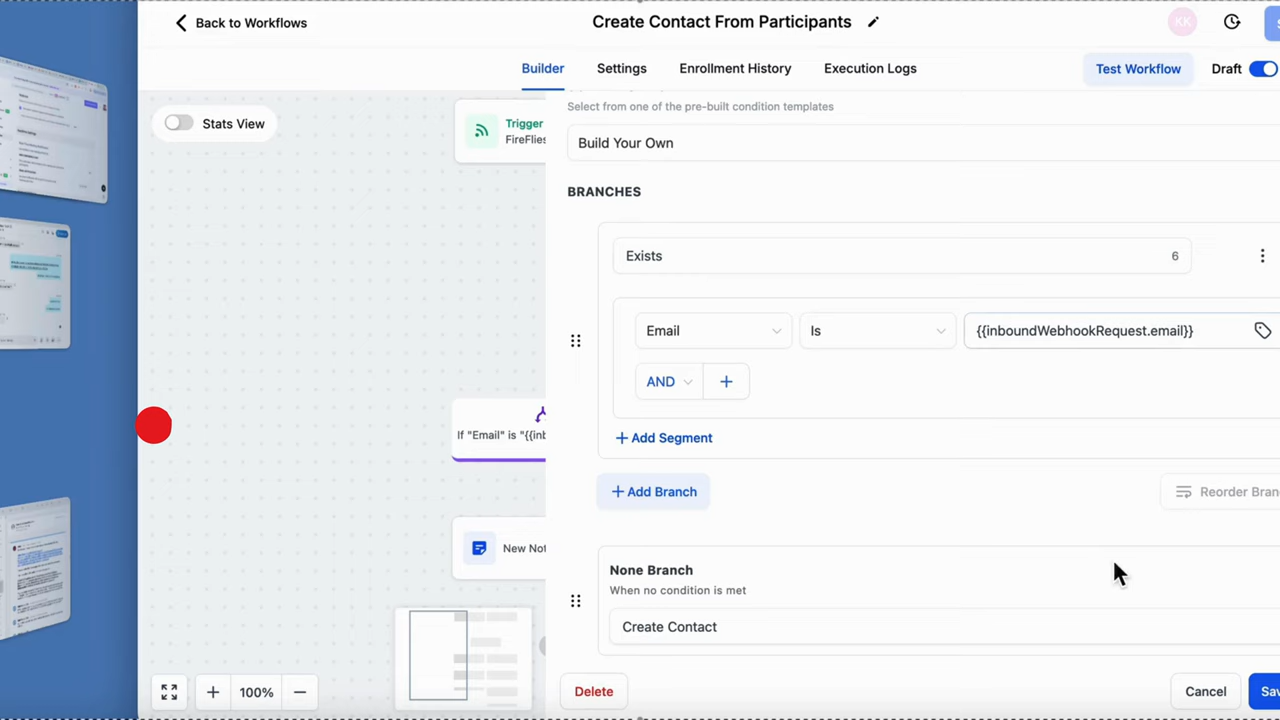 Back to Workflows
Create Contact From Participants
KK
Builder
Settings
Enrollment History
Execution Logs
Test Workflow
Draft
Stats View
Select from one of the pre-built condition templates
Trigger
FireFlies
Build Your Own
BRANCHES
Exists
6
Email
Is
{{inboundWebhookRequest.email}}
AND
+
If "Email" is "{{inb
+ Add Segment
+ Add Branch
Reorder Bran
New Not
None Branch
When no condition is met
Create Contact
+
100%
−
Delete
Cancel
Sav